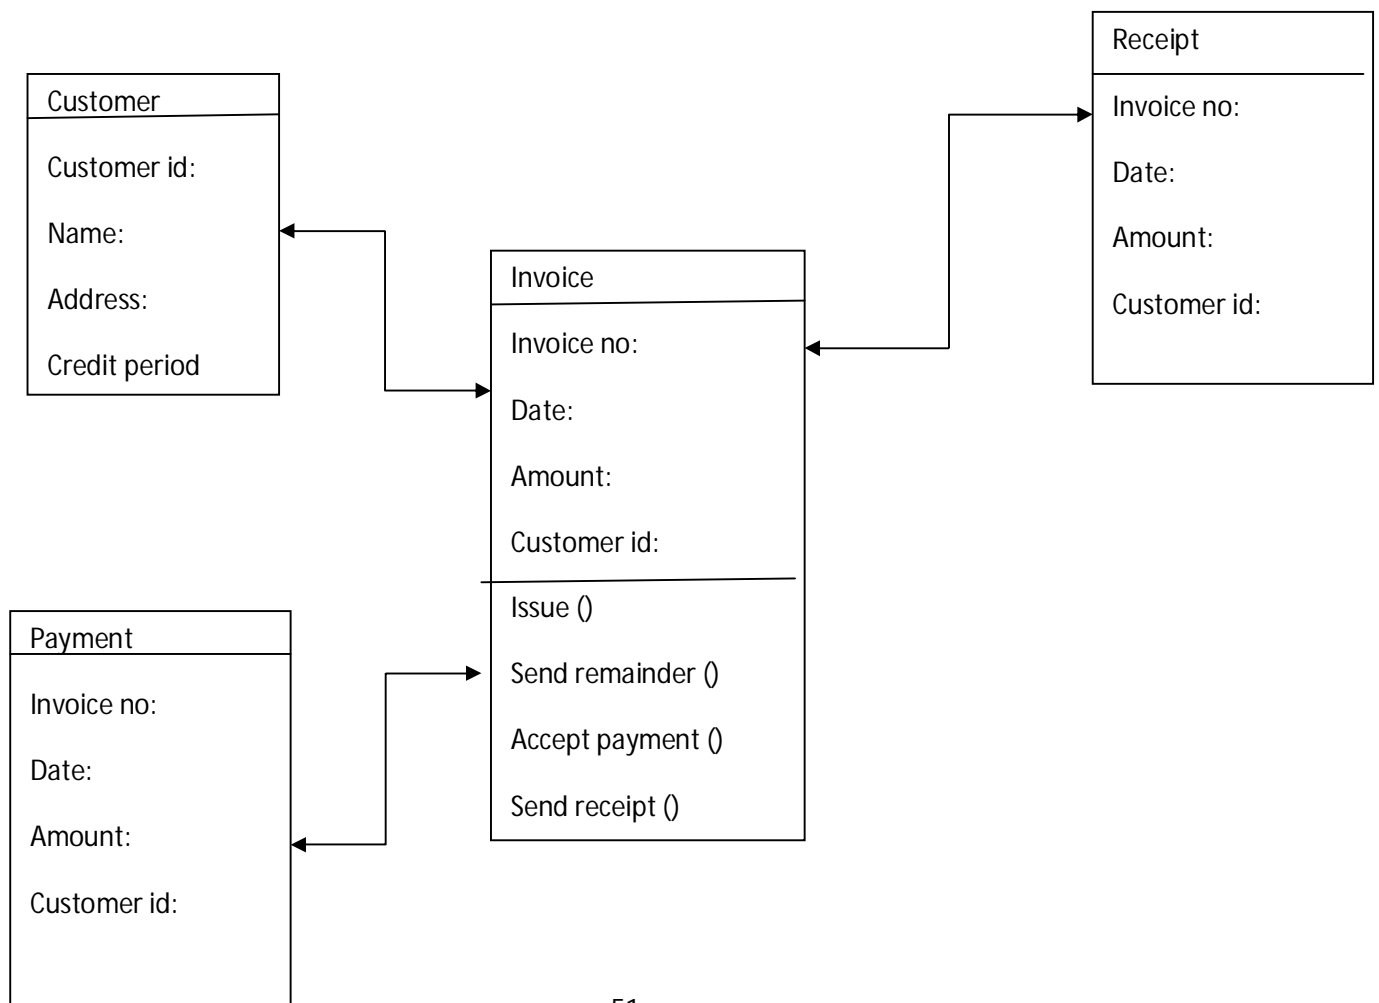 Receipt
Invoice no:
Date:
Amount:
Customer id:
Customer
Customer id:
Name:
Address:
Credit period
Invoice
Invoice no:
Date:
Amount:
Customer id:
Issue ()
Send remainder ()
Accept payment ()
Send receipt ()
Payment
Invoice no:
Date:
Amount:
Customer id: